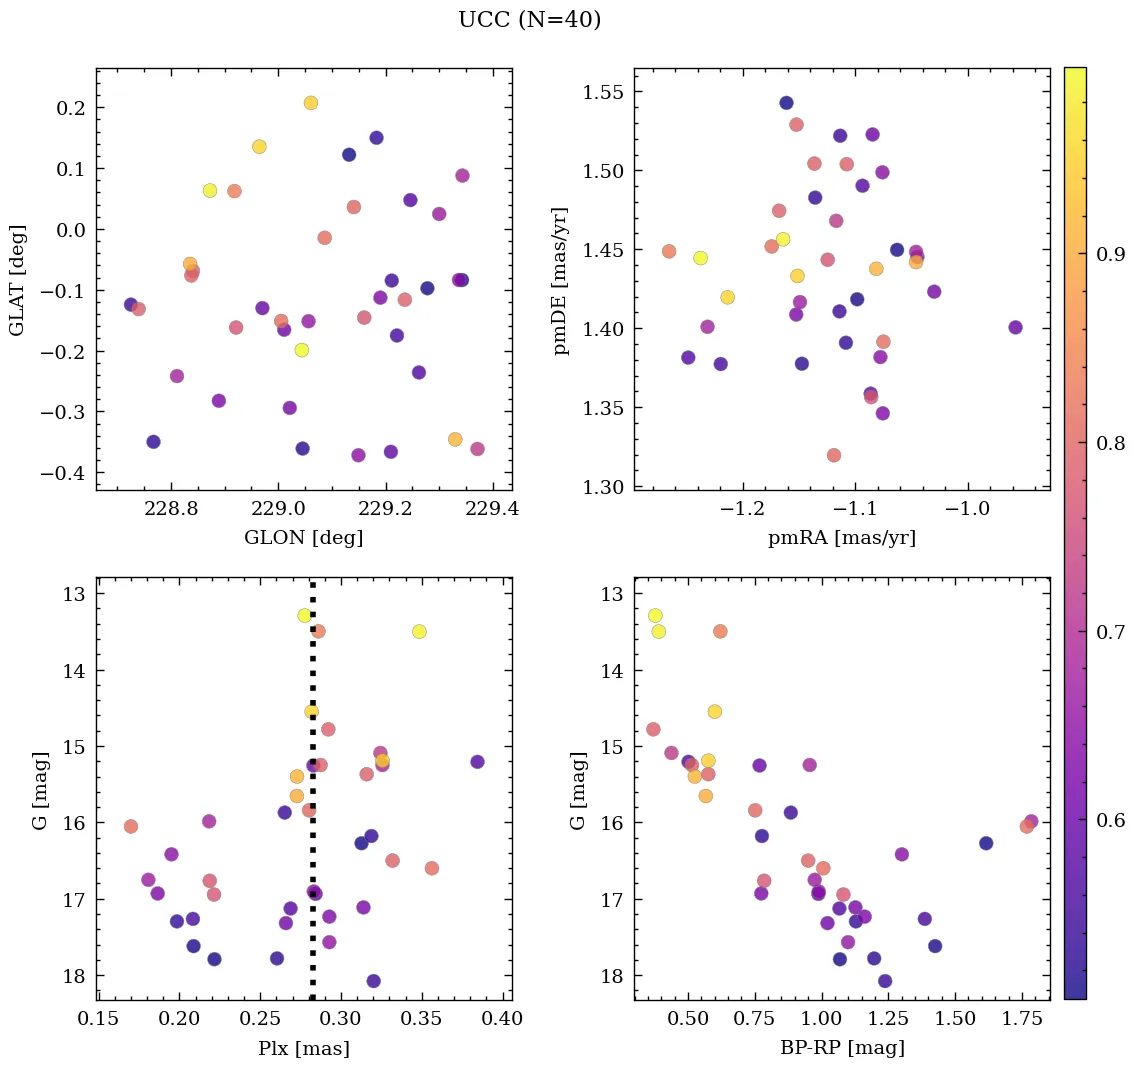 UCC (N=40)
0.2
0.1
0.0
−0.1
−0.2
−0.3
−0.4
GLAT [deg]
228.8 229.0 229.2 229.4
GLON [deg]
1.55
1.50
1.45
1.40
1.35
1.30
pmDE [mas/yr]
−1.2 −1.1 −1.0
pmRA [mas/yr]
0.9
0.8
0.7
0.6
13
14
15
16
17
18
G [mag]
0.15 0.20 0.25 0.30 0.35 0.40
Plx [mas]
13
14
15
16
17
18
G [mag]
0.50 0.75 1.00 1.25 1.50 1.75
BP-RP [mag]